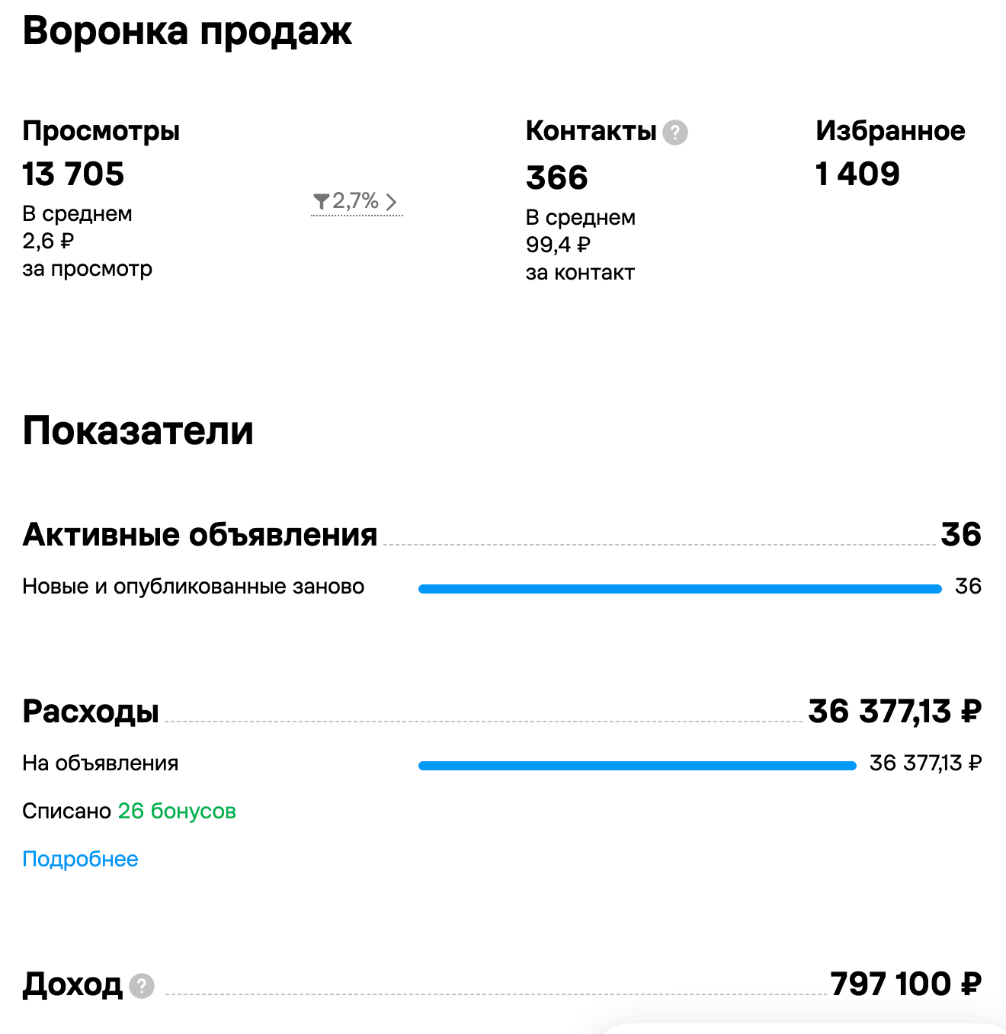 Воронка продаж
Просмотры
13 705
В среднем
2,6 ₽
за просмотр
2,7%
Контакты ?
366
В среднем
99,4 ₽
за контакт
Избранное
1 409
Показатели
Активные объявления 36
Новые и опубликованные заново 36
Расходы 36 377,13 ₽
На объявления 36 377,13 ₽
Списано 26 бонусов
Подробнее
Доход ? 797 100 ₽